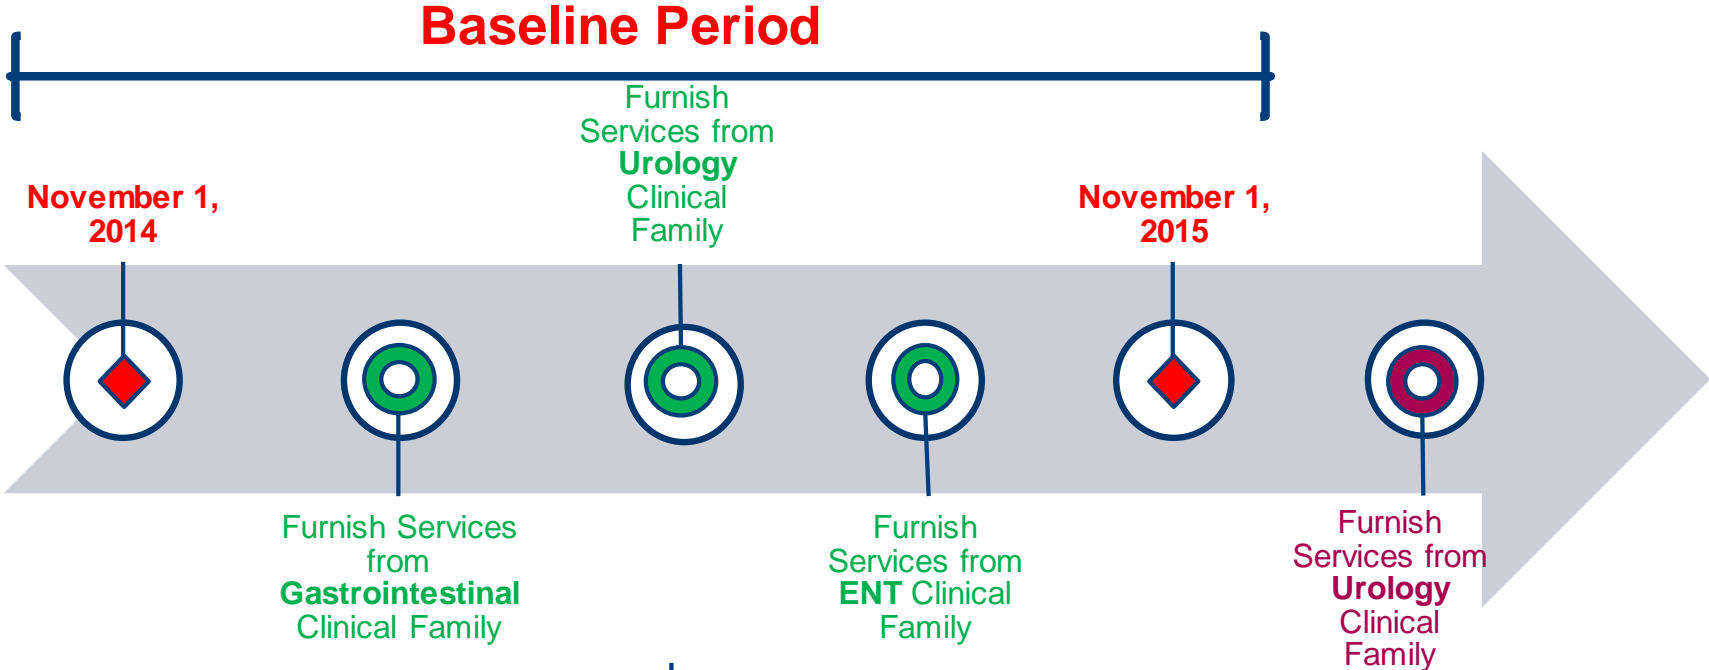 Baseline Period
November 1,
2014
Furnish
Services from
Urology
Clinical
Family
November 1,
2015
Furnish Services
from
Gastrointestinal
Clinical Family
Furnish
Services from
ENT Clinical
Family
Furnish
Services from
Urology
Clinical
Family